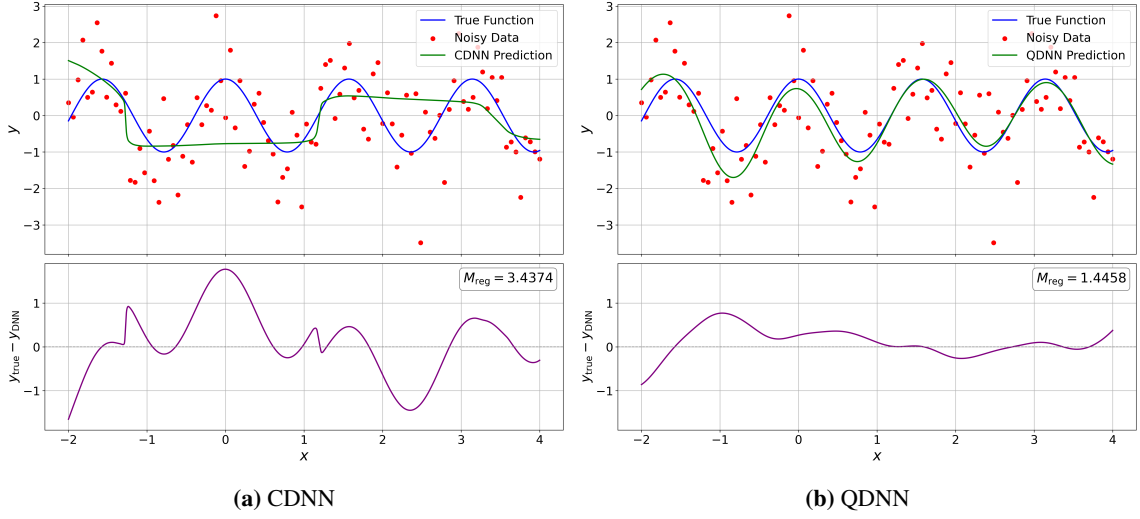 3
2
1
0
−1
−2
−3
y
True Function
Noisy Data
CDNN Prediction
1
0
−1
y_true − y_DNN
M_reg = 3.4374
−2 −1 0 1 2 3 4
x
(a) CDNN
3
2
1
0
−1
−2
−3
y
True Function
Noisy Data
QDNN Prediction
1
0
−1
y_true − y_DNN
M_reg = 1.4458
−2 −1 0 1 2 3 4
x
(b) QDNN